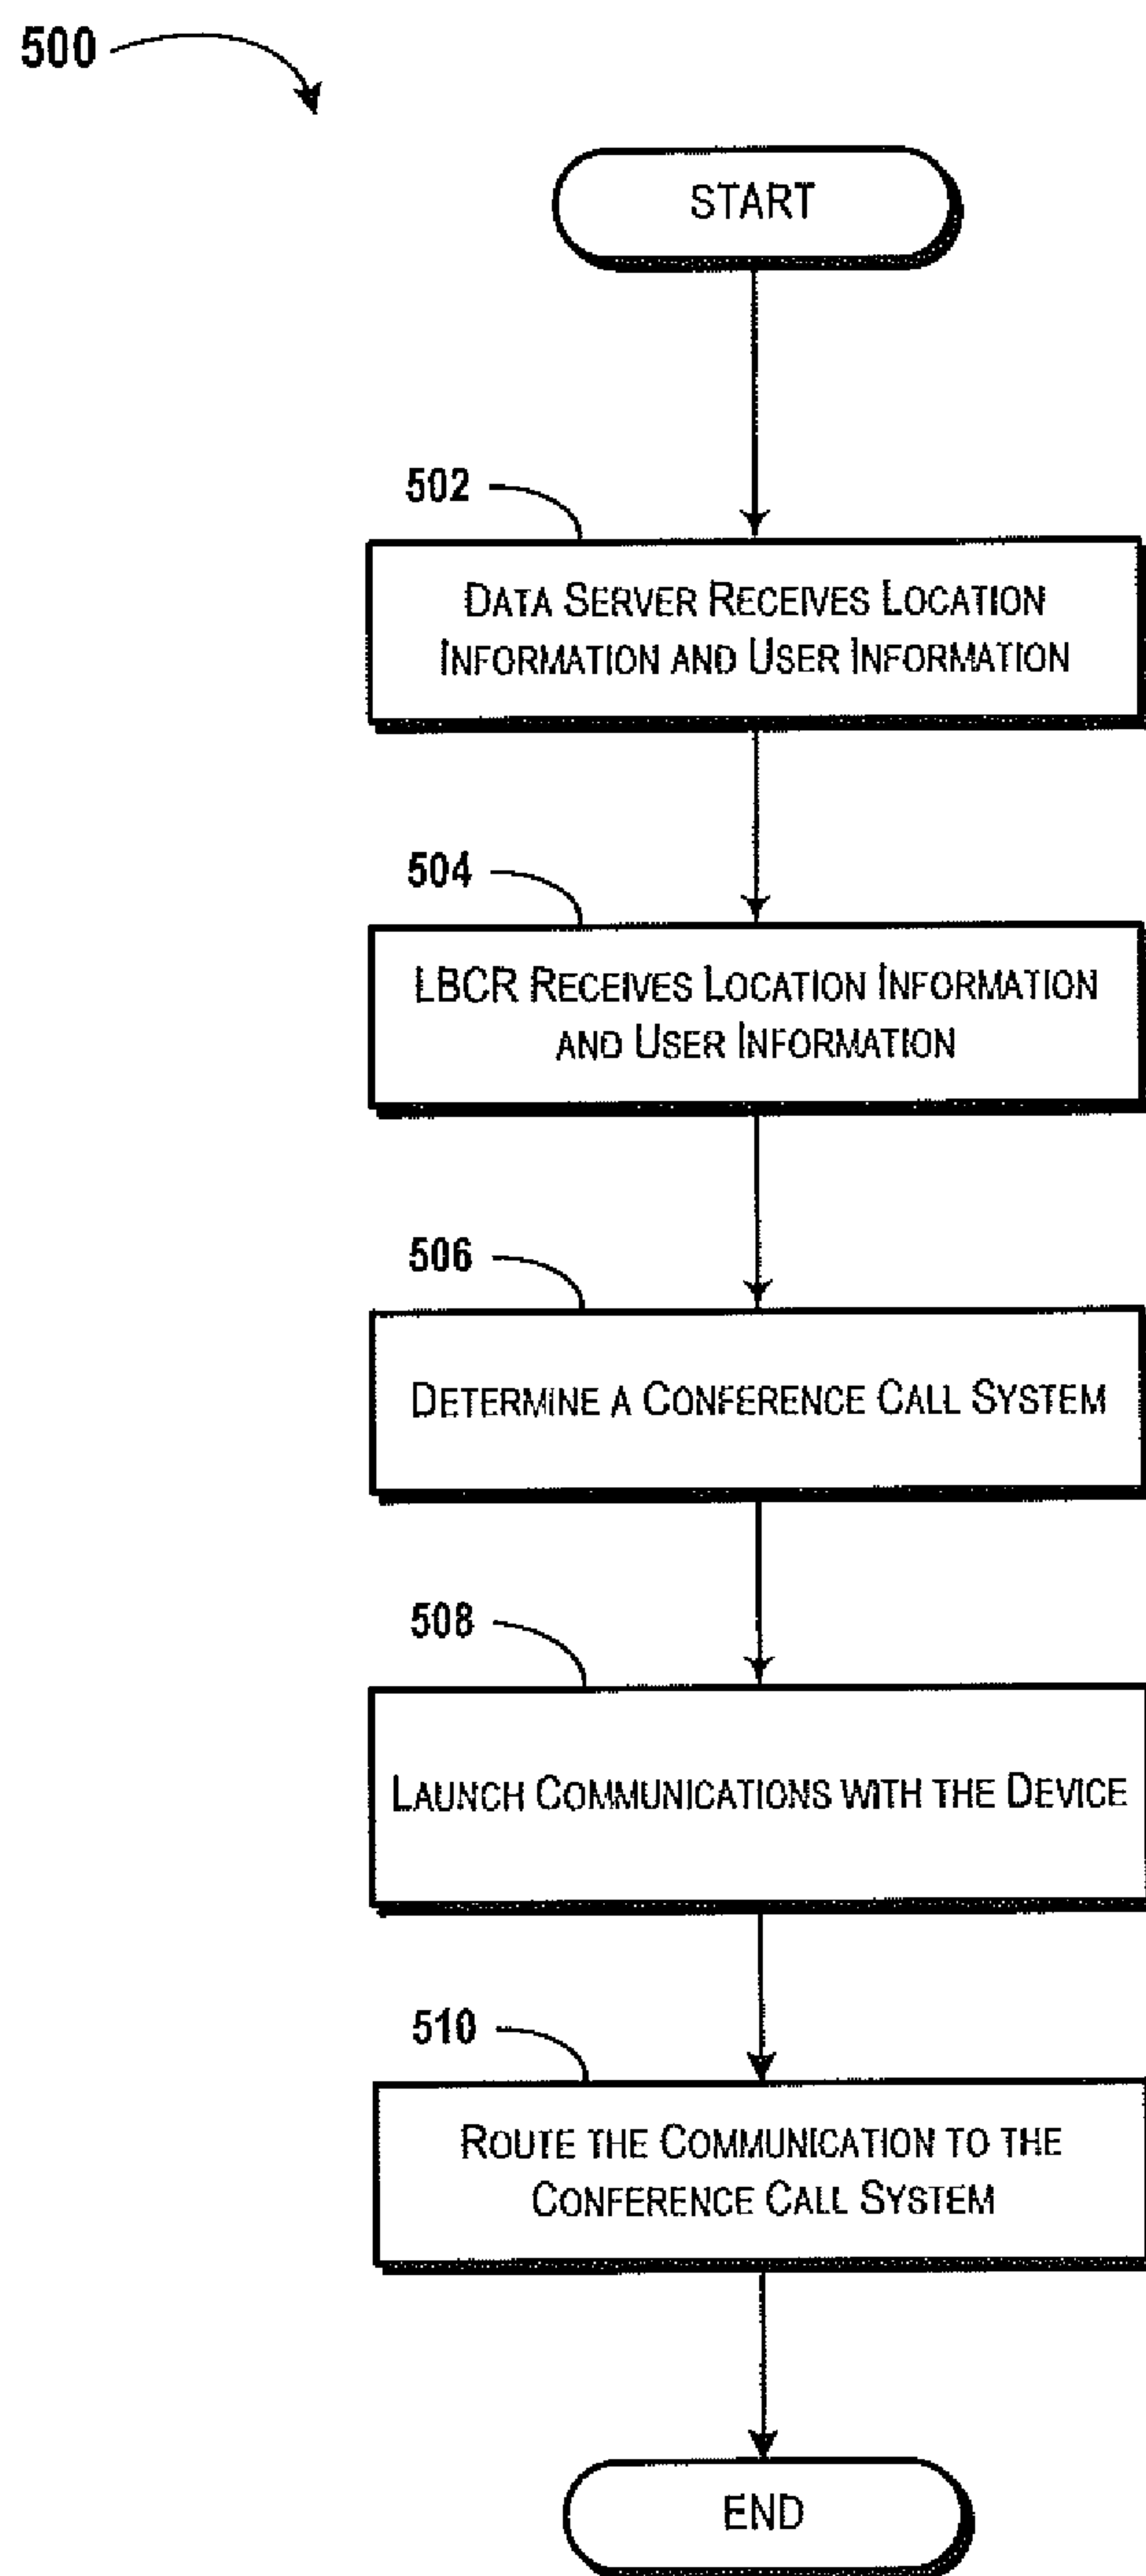 500
START
502
DATA SERVER RECEIVES LOCATION
INFORMATION AND USER INFORMATION
504
LBCR RECEIVES LOCATION INFORMATION
AND USER INFORMATION
506
DETERMINE A CONFERENCE CALL SYSTEM
508
LAUNCH COMMUNICATIONS WITH THE DEVICE
510
ROUTE THE COMMUNICATION TO THE
CONFERENCE CALL SYSTEM
END